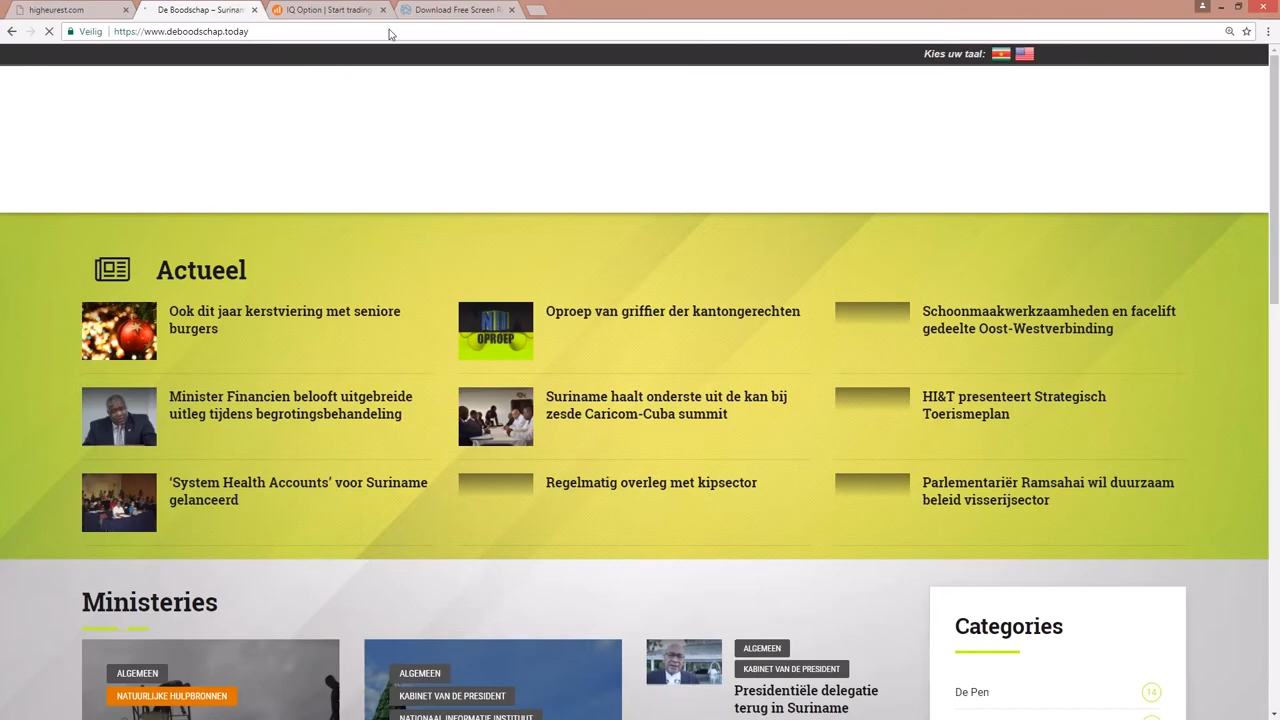 higheurest.com
De Boodschap – Surinam
IQ Option | Start trading
Download Free Screen R
Veilig
https://www.deboodschap.today
Kies uw taal:
Actueel
Ook dit jaar kerstviering met seniore
burgers
OPROEP
Oproep van griffier der kantongerechten
Schoonmaakwerkzaamheden en facelift
gedeelte Oost-Westverbinding
Minister Financien belooft uitgebreide
uitleg tijdens begrotingsbehandeling
Suriname haalt onderste uit de kan bij
zesde Caricom-Cuba summit
HI&T presenteert Strategisch
Toerismeplan
‘System Health Accounts’ voor Suriname
gelanceerd
Regelmatig overleg met kipsector
Parlementariër Ramsahai wil duurzaam
beleid visserijsector
Ministeries
ALGEMEEN
NATUURLIJKE HULPBRONNEN
ALGEMEEN
KABINET VAN DE PRESIDENT
NATIONAAL INFORMATIE INSTITUUT
ALGEMEEN
KABINET VAN DE PRESIDENT
Presidentiële delegatie
terug in Suriname
Categories
De Pen
14